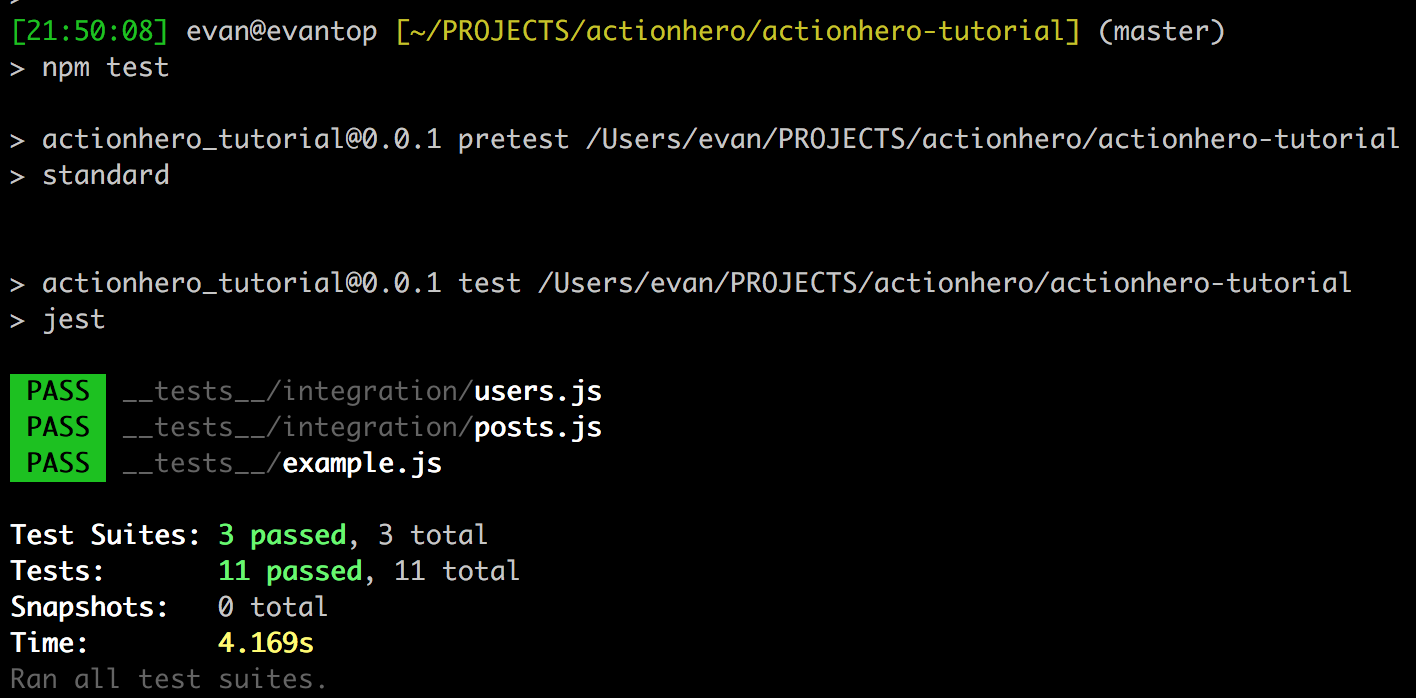 [21:50:08] evan@evantop [~/PROJECTS/actionhero/actionhero-tutorial] (master)
> npm test
> actionhero_tutorial@0.0.1 pretest /Users/evan/PROJECTS/actionhero/actionhero-tutorial
> standard
> actionhero_tutorial@0.0.1 test /Users/evan/PROJECTS/actionhero/actionhero-tutorial
> jest
PASS __tests__/integration/users.js
PASS __tests__/integration/posts.js
PASS __tests__/example.js
Test Suites: 3 passed, 3 total
Tests: 11 passed, 11 total
Snapshots: 0 total
Time: 4.169s
Ran all test suites.